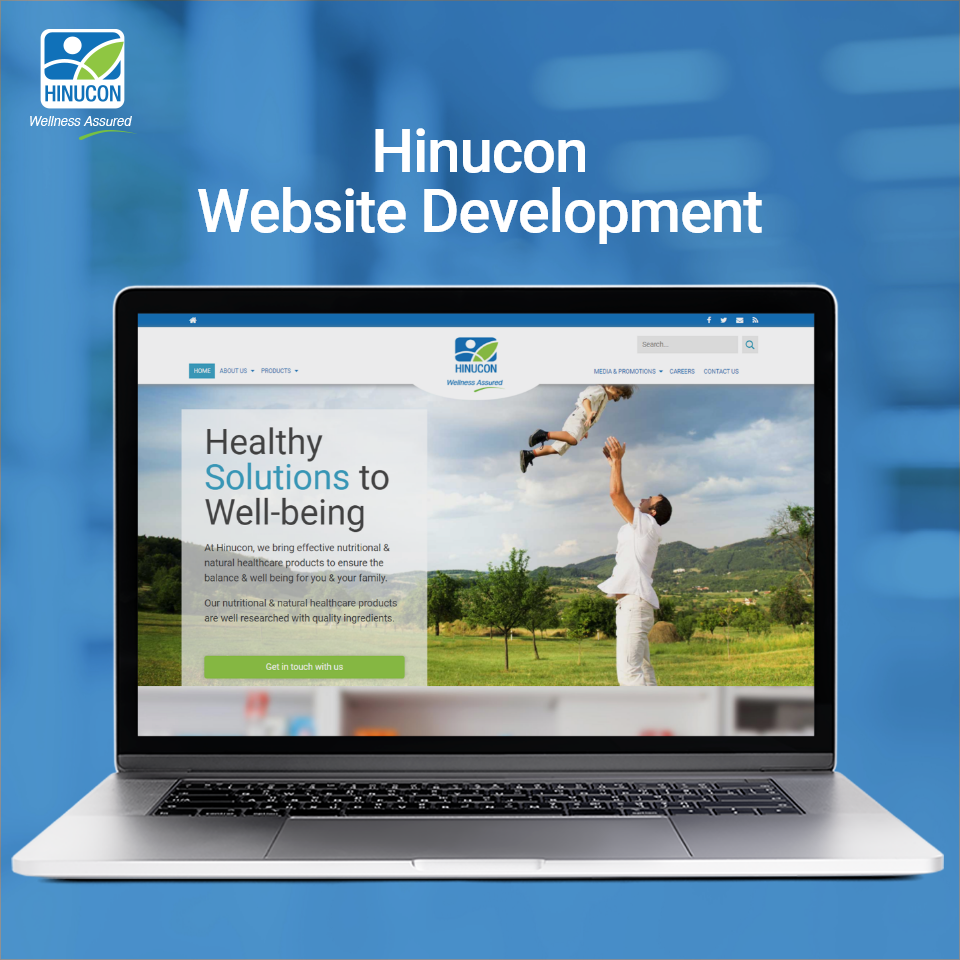 HINUCON
Wellness Assured
Hinucon
Website Development
Search...
HINUCON
Wellness Assured
HOME ABOUT US PRODUCTS
MEDIA & PROMOTIONS CAREERS CONTACT US
Healthy
Solutions to
Well-being
At Hinucon, we bring effective nutritional &
natural healthcare products to ensure the
balance & well being for you & your family.
Our nutritional & natural healthcare products
are well researched with quality ingredients.
Get in touch with us